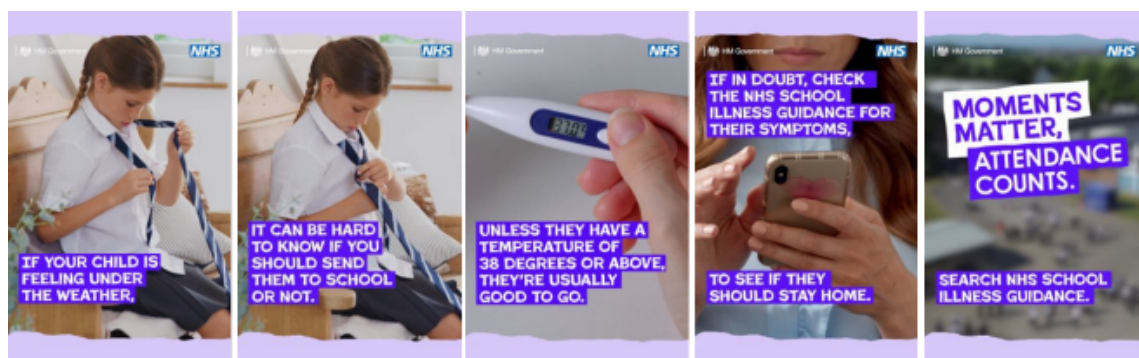 HM Government
NHS
IF YOUR CHILD IS
FEELING UNDER
THE WEATHER,
HM Government
NHS
IT CAN BE HARD
TO KNOW IF YOU
SHOULD SEND
THEM TO SCHOOL
OR NOT.
NHS
UNLESS THEY HAVE A
TEMPERATURE OF
38 DEGREES OR ABOVE,
THEY'RE USUALLY
GOOD TO GO.
HM Government
NHS
IF IN DOUBT, CHECK
THE NHS SCHOOL
ILLNESS GUIDANCE FOR
THEIR SYMPTOMS,
TO SEE IF THEY
SHOULD STAY HOME.
HM Government
NHS
MOMENTS
MATTER,
ATTENDANCE
COUNTS.
SEARCH NHS SCHOOL
ILLNESS GUIDANCE.